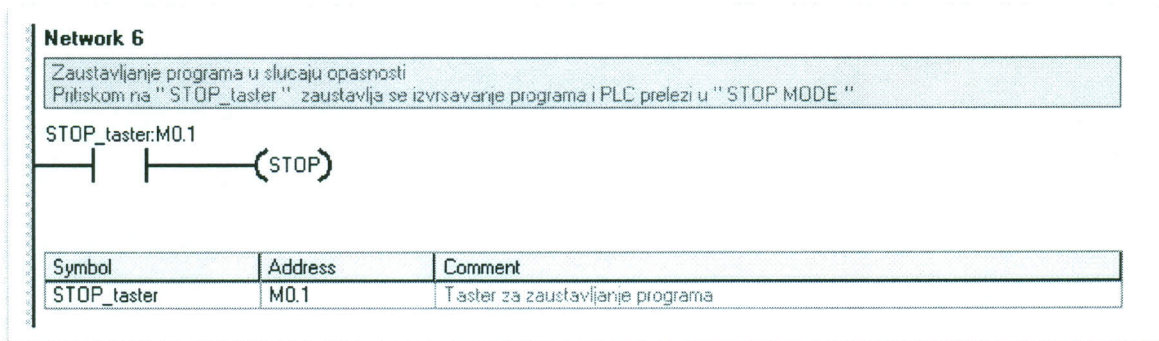 Network 6
Zaustavljanje programa u slucaju opasnosti
Pritiskom na " STOP_taster " zaustavlja se izvrsavanje programa i PLC prelezi u " STOP MODE "
STOP_taster:M0.1
STOP
Symbol Address Comment
STOP_taster M0.1 Taster za zaustavljanje programa